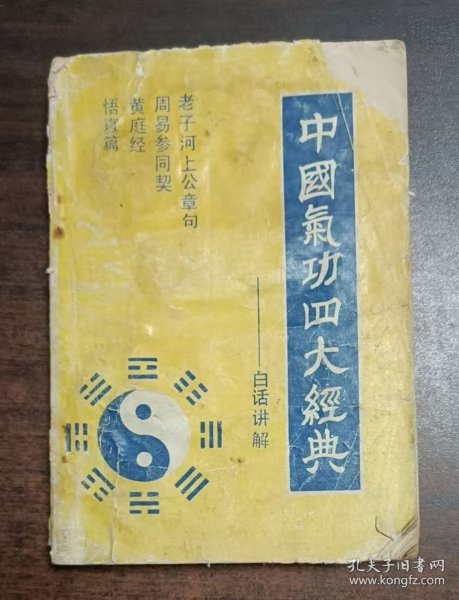 中國氣功四大經典
——白话讲解
老子河上公章句
周易参同契
黄庭经
悟真篇
孔夫子旧书网
www.kongfz.com